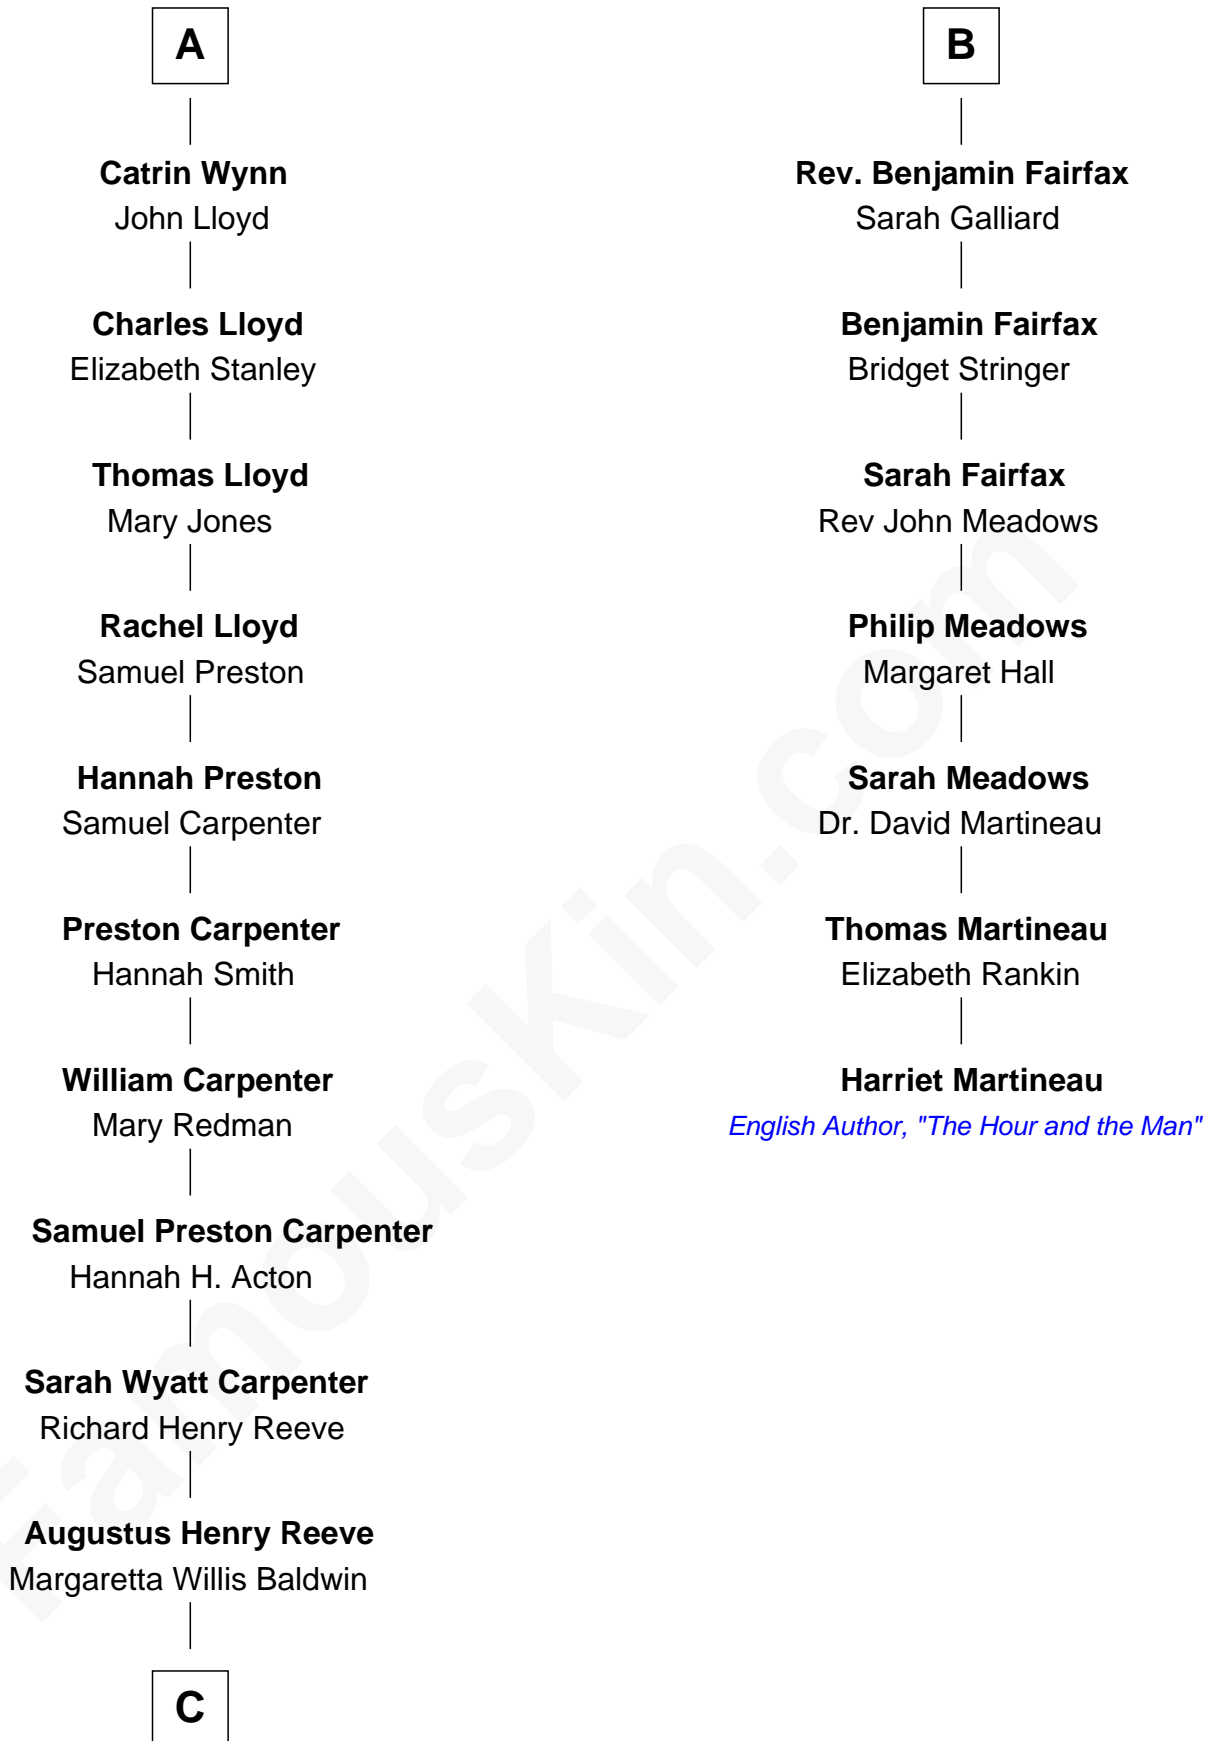 A
Catrin Wynn
John Lloyd
Charles Lloyd
Elizabeth Stanley
Thomas Lloyd
Mary Jones
Rachel Lloyd
Samuel Preston
Hannah Preston
Samuel Carpenter
Preston Carpenter
Hannah Smith
William Carpenter
Mary Redman
Samuel Preston Carpenter
Hannah H. Acton
Sarah Wyatt Carpenter
Richard Henry Reeve
Augustus Henry Reeve
Margaretta Willis Baldwin
C
B
Rev. Benjamin Fairfax
Sarah Galliard
Benjamin Fairfax
Bridget Stringer
Sarah Fairfax
Rev John Meadows
Philip Meadows
Margaret Hall
Sarah Meadows
Dr. David Martineau
Thomas Martineau
Elizabeth Rankin
Harriet Martineau
English Author, "The Hour and the Man"
FamousKin.com